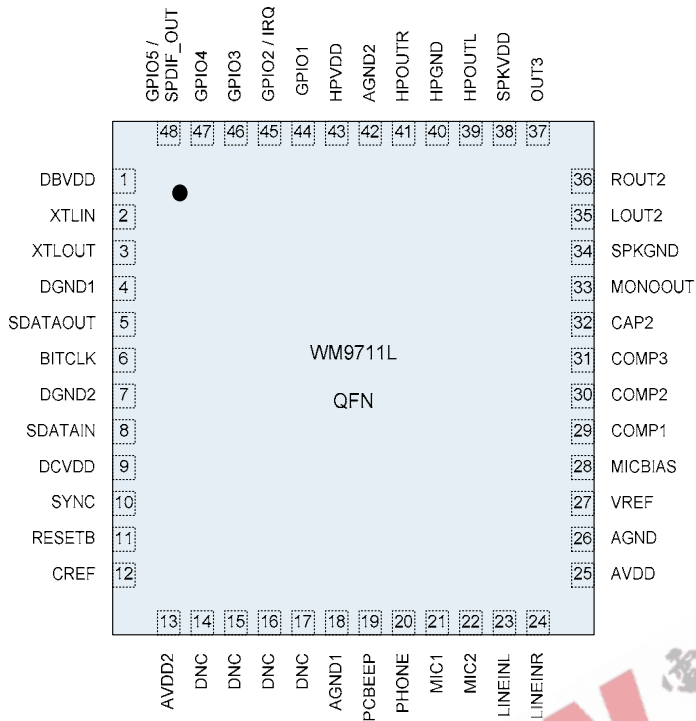 GPIO5 /
SPDIF_OUT
GPIO4
GPIO3
GPIO2 / IRQ
GPIO1
HPVDD
AGND2
HPOUTR
HPGND
HPOUTL
SPKVDD
OUT3
48 47 46 45 44 43 42 41 40 39 38 37
DBVDD 1
XTLIN 2
XTLOUT 3
DGND1 4
SDATAOUT 5
BITCLK 6
DGND2 7
SDATAIN 8
DCVDD 9
SYNC 10
RESETB 11
CREF 12
WM9711L
QFN
36 ROUT2
35 LOUT2
34 SPKGND
33 MONOOUT
32 CAP2
31 COMP3
30 COMP2
29 COMP1
28 MICBIAS
27 VREF
26 AGND
25 AVDD
13 14 15 16 17 18 19 20 21 22 23 24
AVDD2
DNC
DNC
DNC
DNC
AGND1
PCBEEP
PHONE
MIC1
MIC2
LINEINL
LINEINR